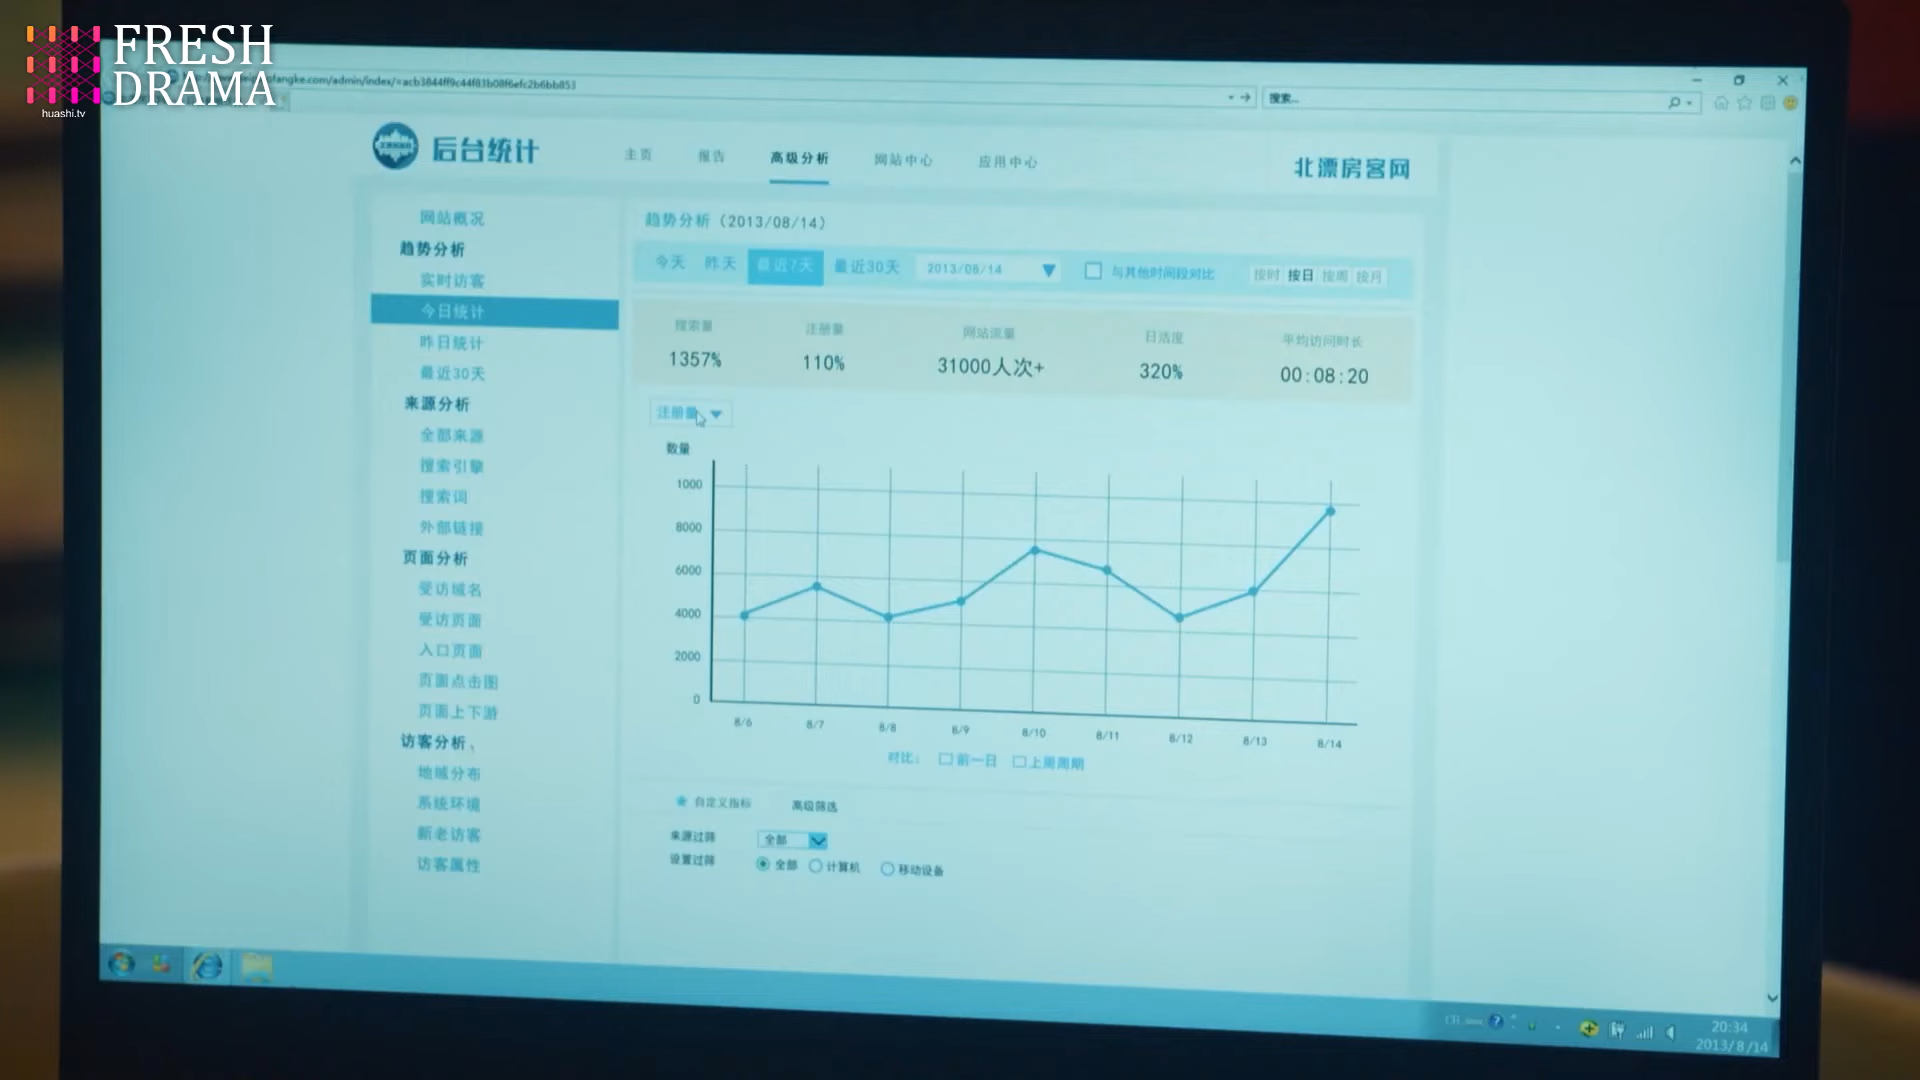 FRESH
DRAMA
huashi.tv
fangke.com/admin/index/=acb3844ff9c44f83b08f6efc2b6bb853
搜索...
后台统计
主页 报告 高级分析 网站中心 应用中心
北漂房客网
网站概况
趋势分析
实时访客
今日统计
昨日统计
最近30天
来源分析
全部来源
搜索引擎
搜索词
外部链接
页面分析
受访域名
受访页面
入口页面
页面点击图
页面上下游
访客分析、
地域分布
系统环境
新老访客
访客属性
趋势分析（2013/08/14）
今天 昨天 最近7天 最近30天 2013/08/14 与其他时间段对比 按时 按日 按周 按月
搜索量 注册量 网站流量 日活度 平均访问时长
1357% 110% 31000人次+ 320% 00:08:20
注册量
数量
1000
8000
6000
4000
2000
0
8/6 8/7 8/8 8/9 8/10 8/11 8/12 8/13 8/14
对比： 前一日 上周周期
自定义指标 高级筛选
来源过筛 全部
设置过筛 全部 计算机 移动设备
20:34
2013/8/14